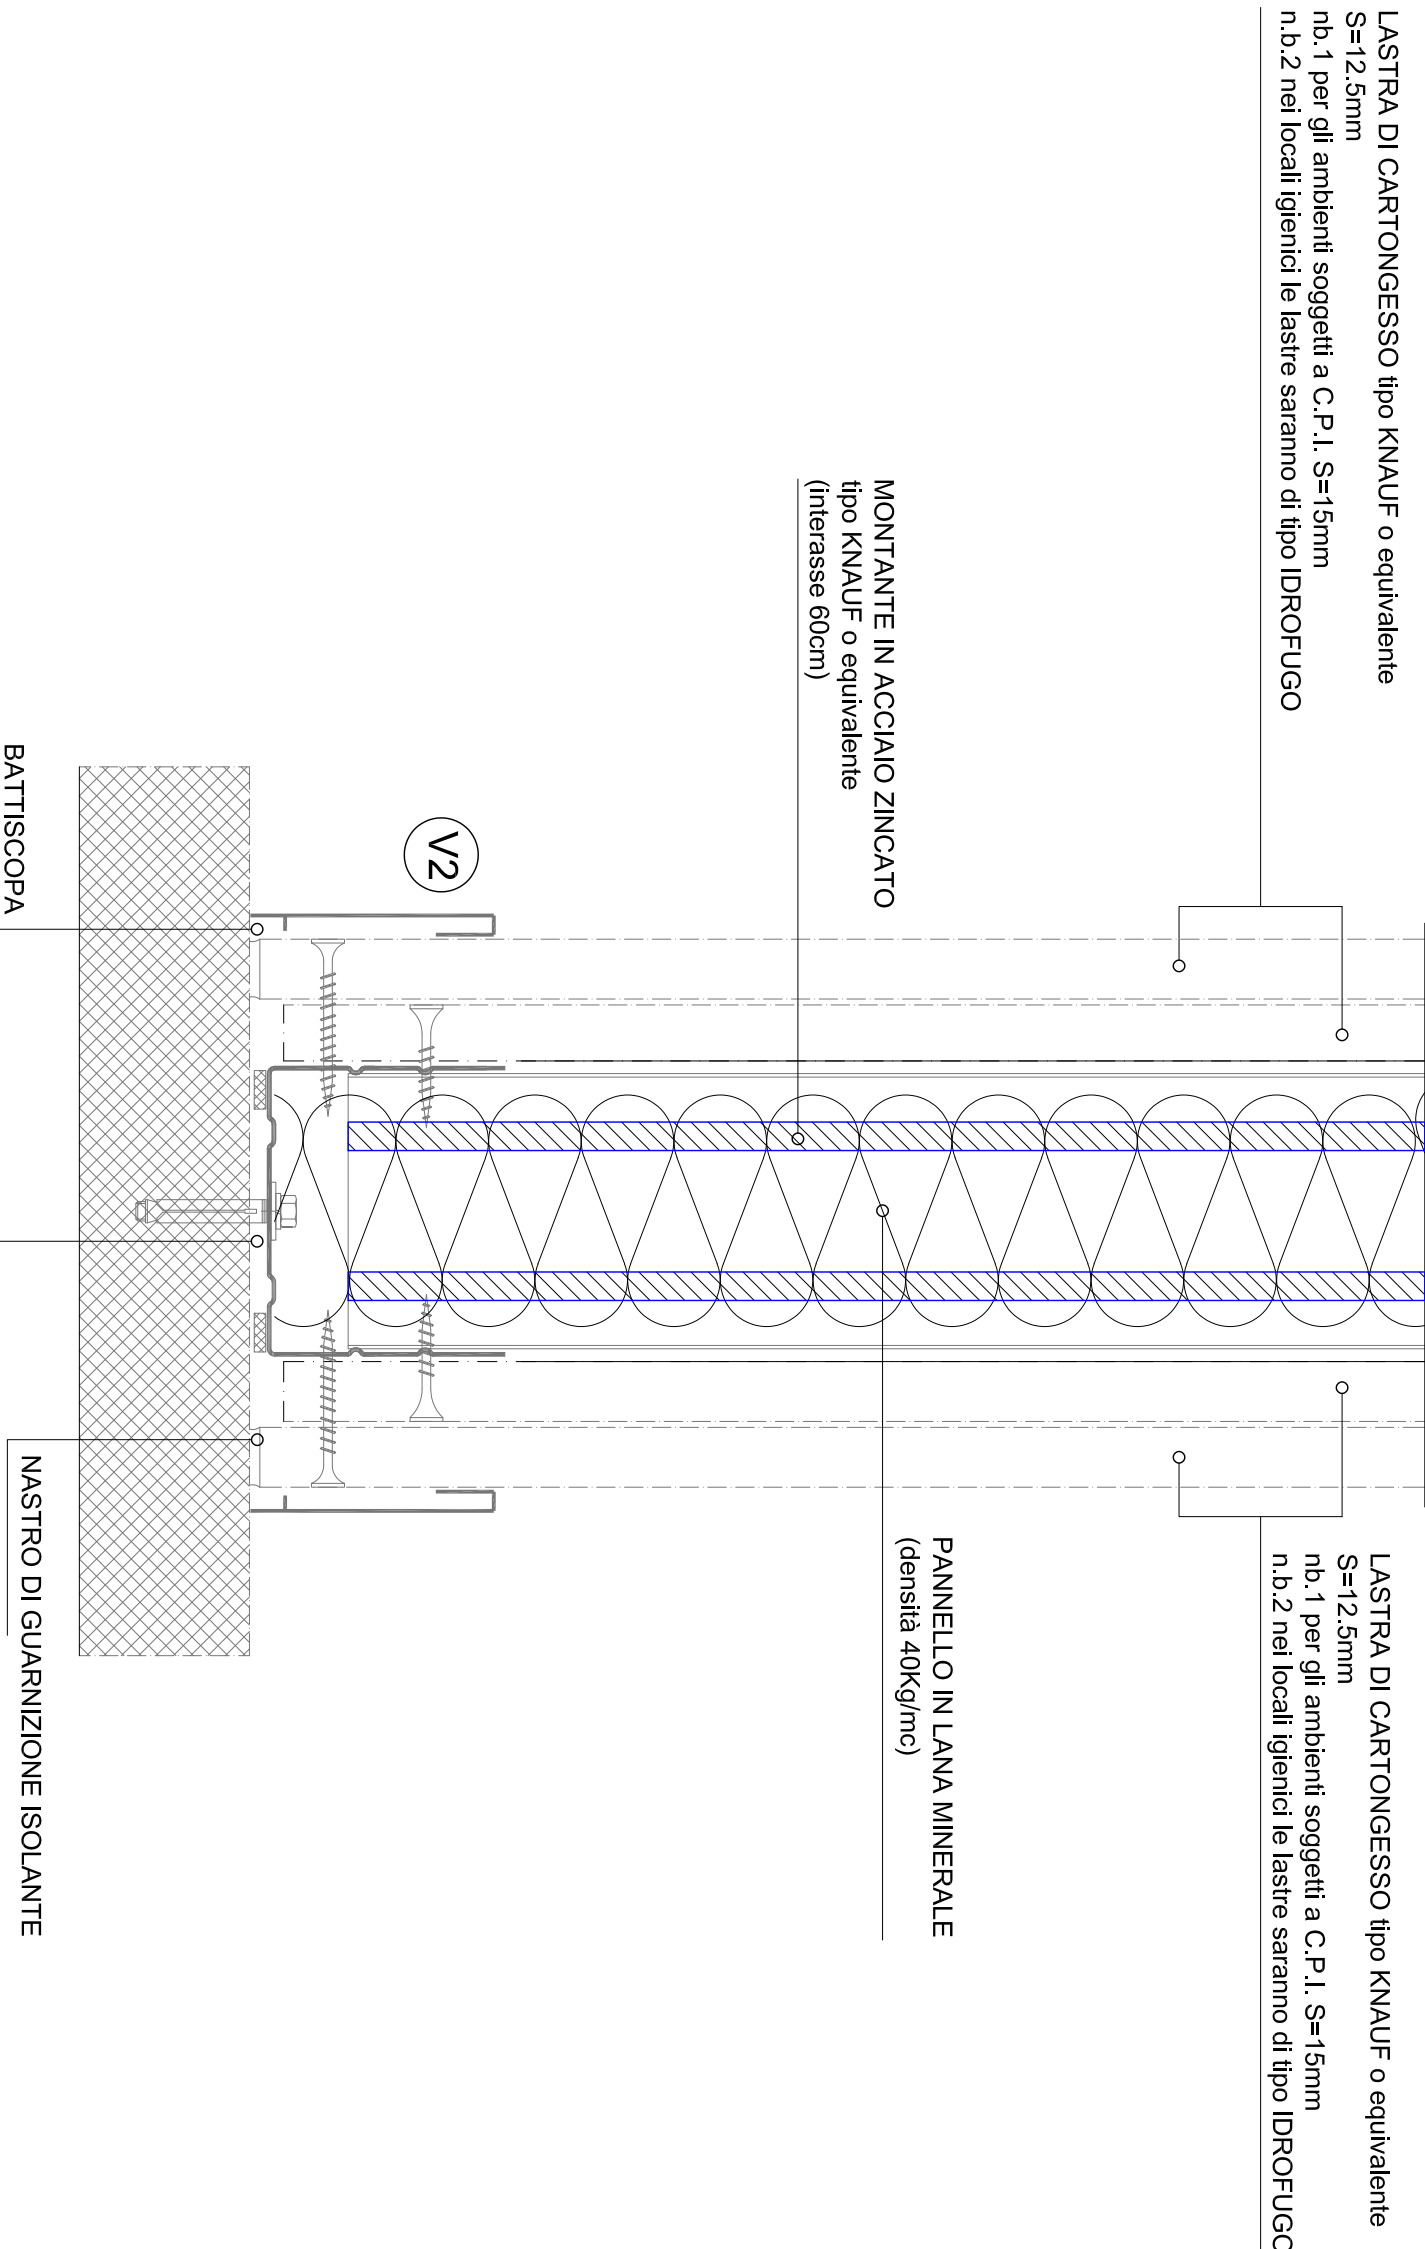 LASTRA DI CARTONGESSO tipo KNAUF o equivalente
S=12.5mm
nb.1 per gli ambienti soggetti a C.P.I. S=15mm
n.b.2 nei locali igienici le lastre saranno di tipo IDROFUGO
LASTRA DI CARTONGESSO tipo KNAUF o equivalente
S=12.5mm
nb.1 per gli ambienti soggetti a C.P.I. S=15mm
n.b.2 nei locali igienici le lastre saranno di tipo IDROFUGO
MONTANTE IN ACCIAIO ZINCATO
tipo KNAUF o equivalente
(interasse 60cm)
PANNELLO IN LANA MINERALE
(densità 40Kg/mc)
V2
BATTISCOPA
NASTRO DI GUARNIZIONE ISOLANTE